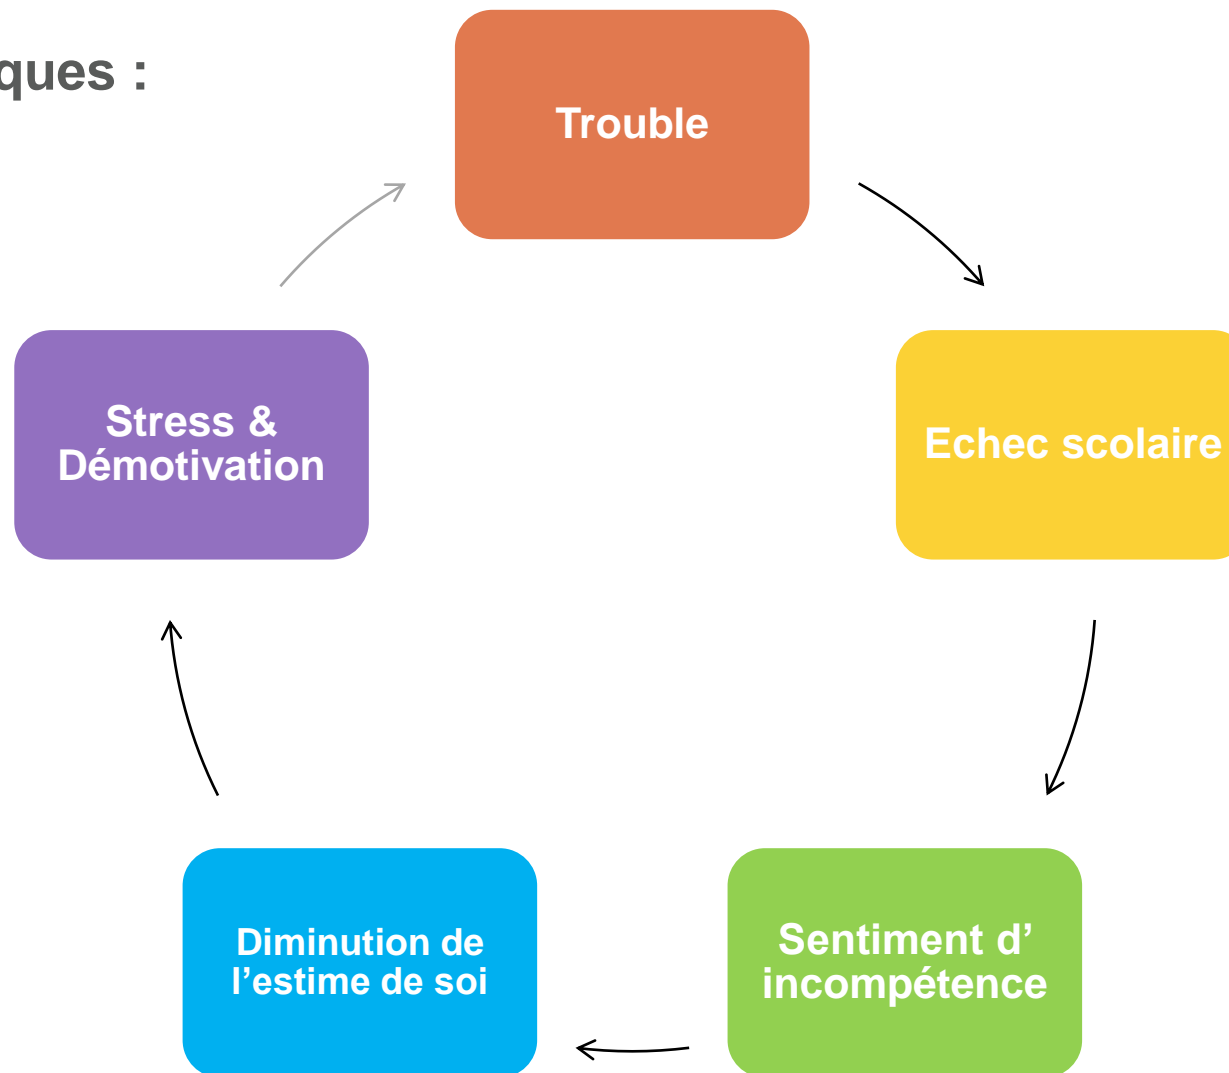 ques :
Trouble
Echec scolaire
Sentiment d’
incompétence
Diminution de
l’estime de soi
Stress &
Démotivation